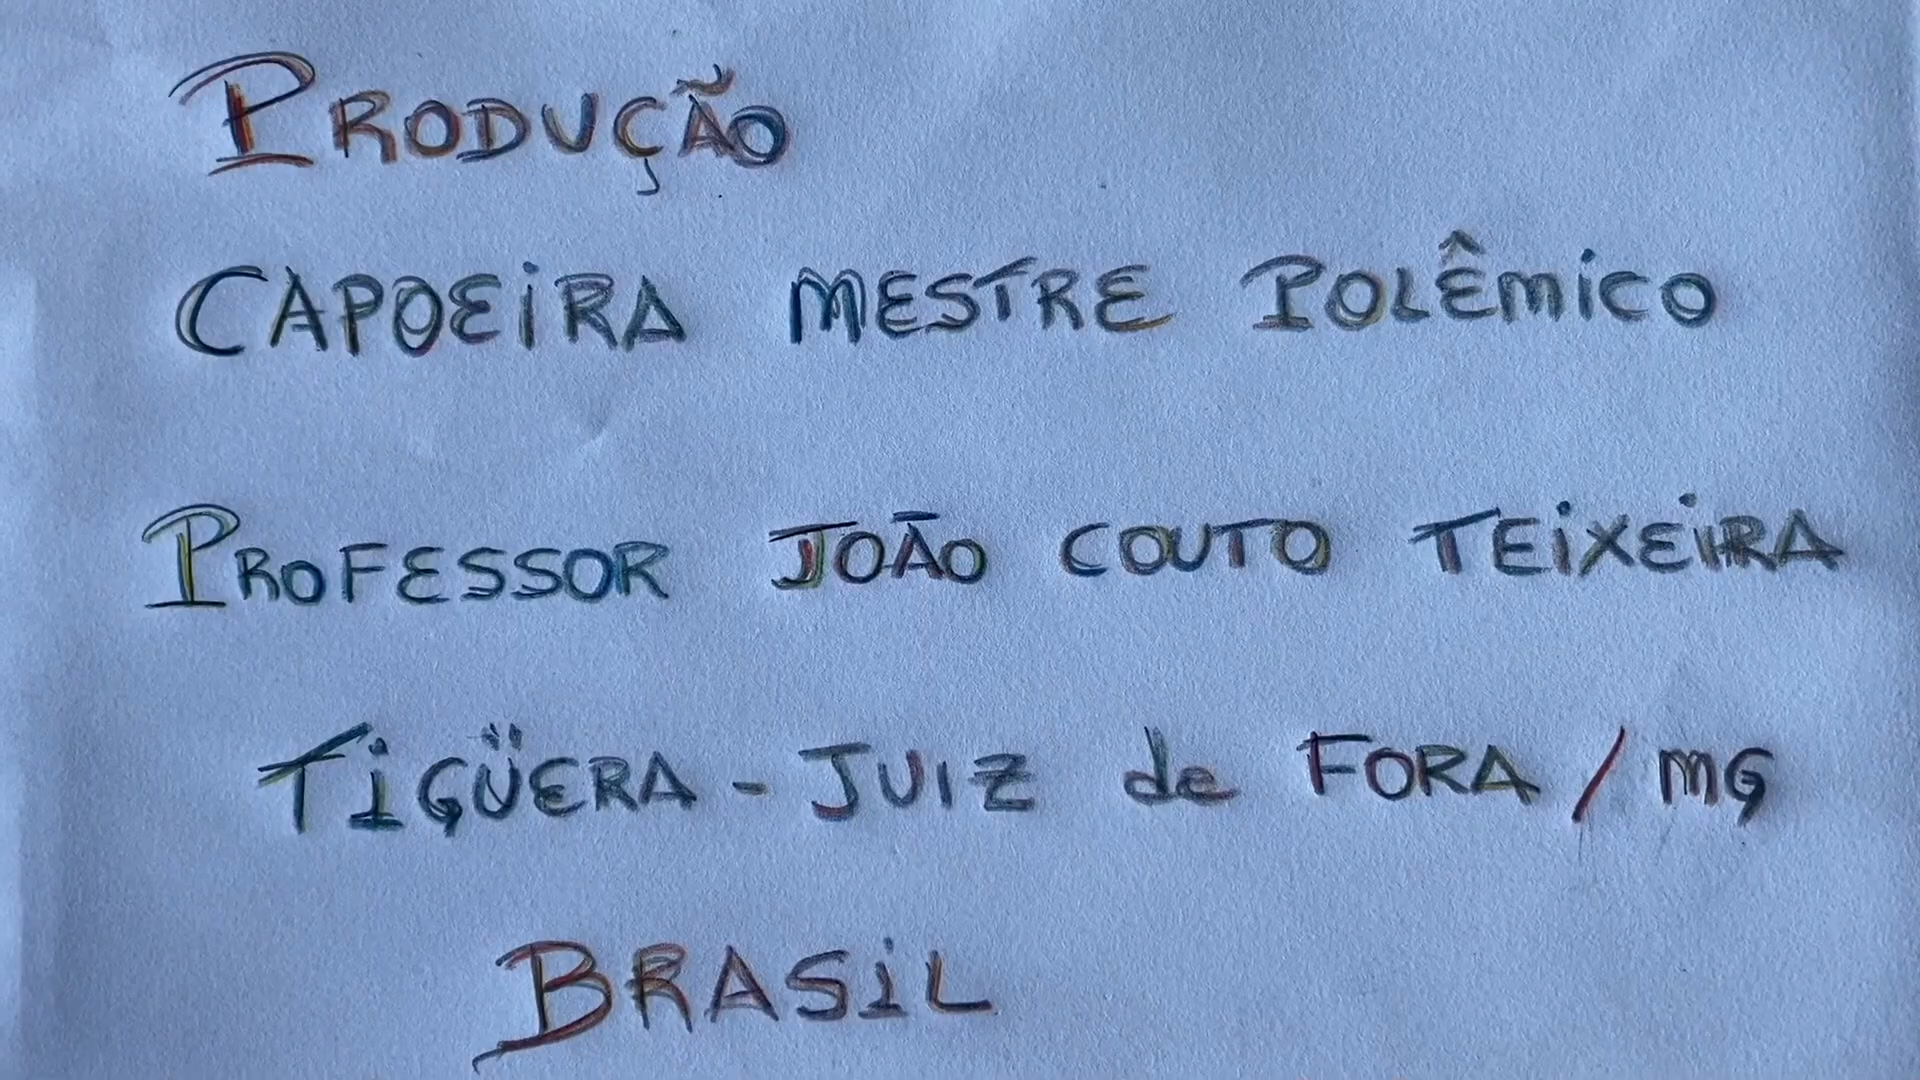 PRODUÇÃO
CAPOEiRA MESTRE POLÊMiCO
PROFESSOR JOÃO COUTO TEiXEiRA
TiGÜERA - JUIZ de FORA / MG
BRASiL